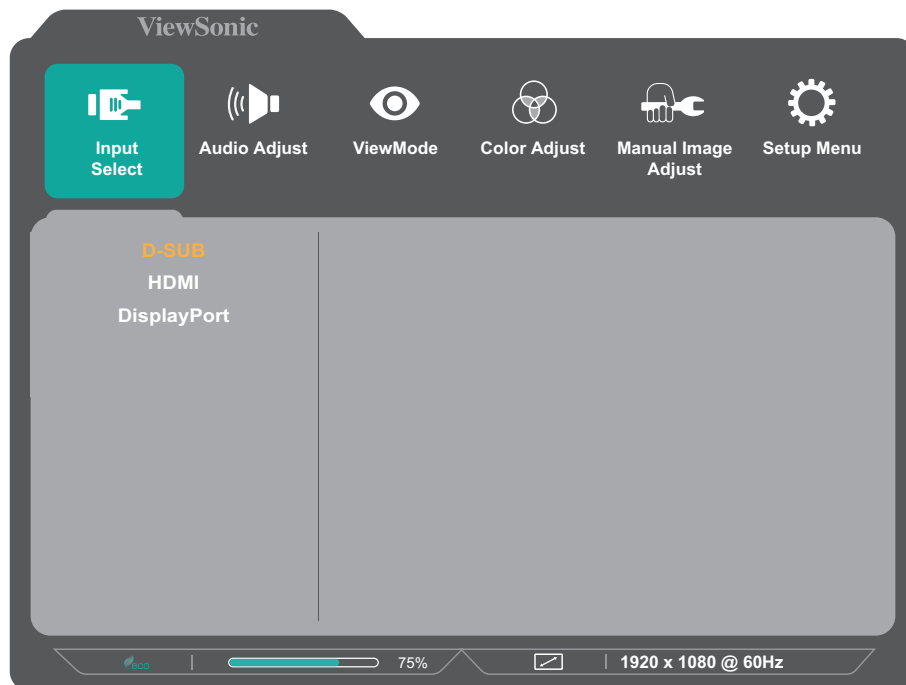 ViewSonic
Input Select
Audio Adjust
ViewMode
Color Adjust
Manual Image Adjust
Setup Menu
D-SUB
HDMI
DisplayPort
ECO
75%
1920 x 1080 @ 60Hz